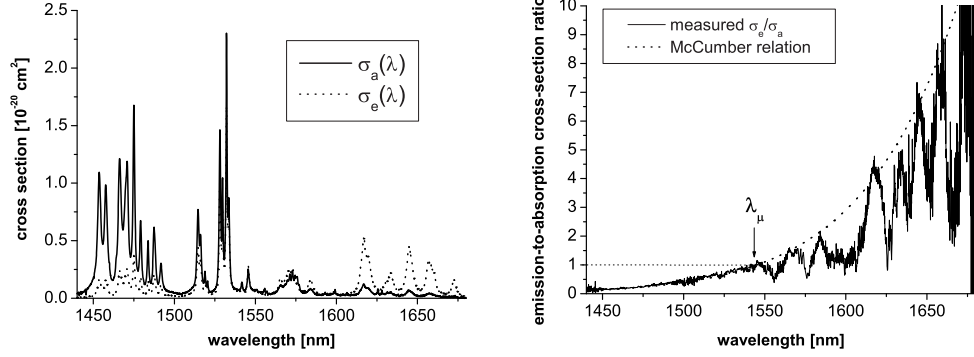 cross section [10⁻²⁰ cm²]
2.5
2.0
1.5
1.0
0.5
0.0
σₐ(λ)
σₑ(λ)
1450 1500 1550 1600 1650
wavelength [nm]
emission-to-absorption cross-section ratio
10
9
8
7
6
5
4
3
2
1
0
measured σₑ/σₐ
McCumber relation
λμ
1450 1500 1550 1600 1650
wavelength [nm]